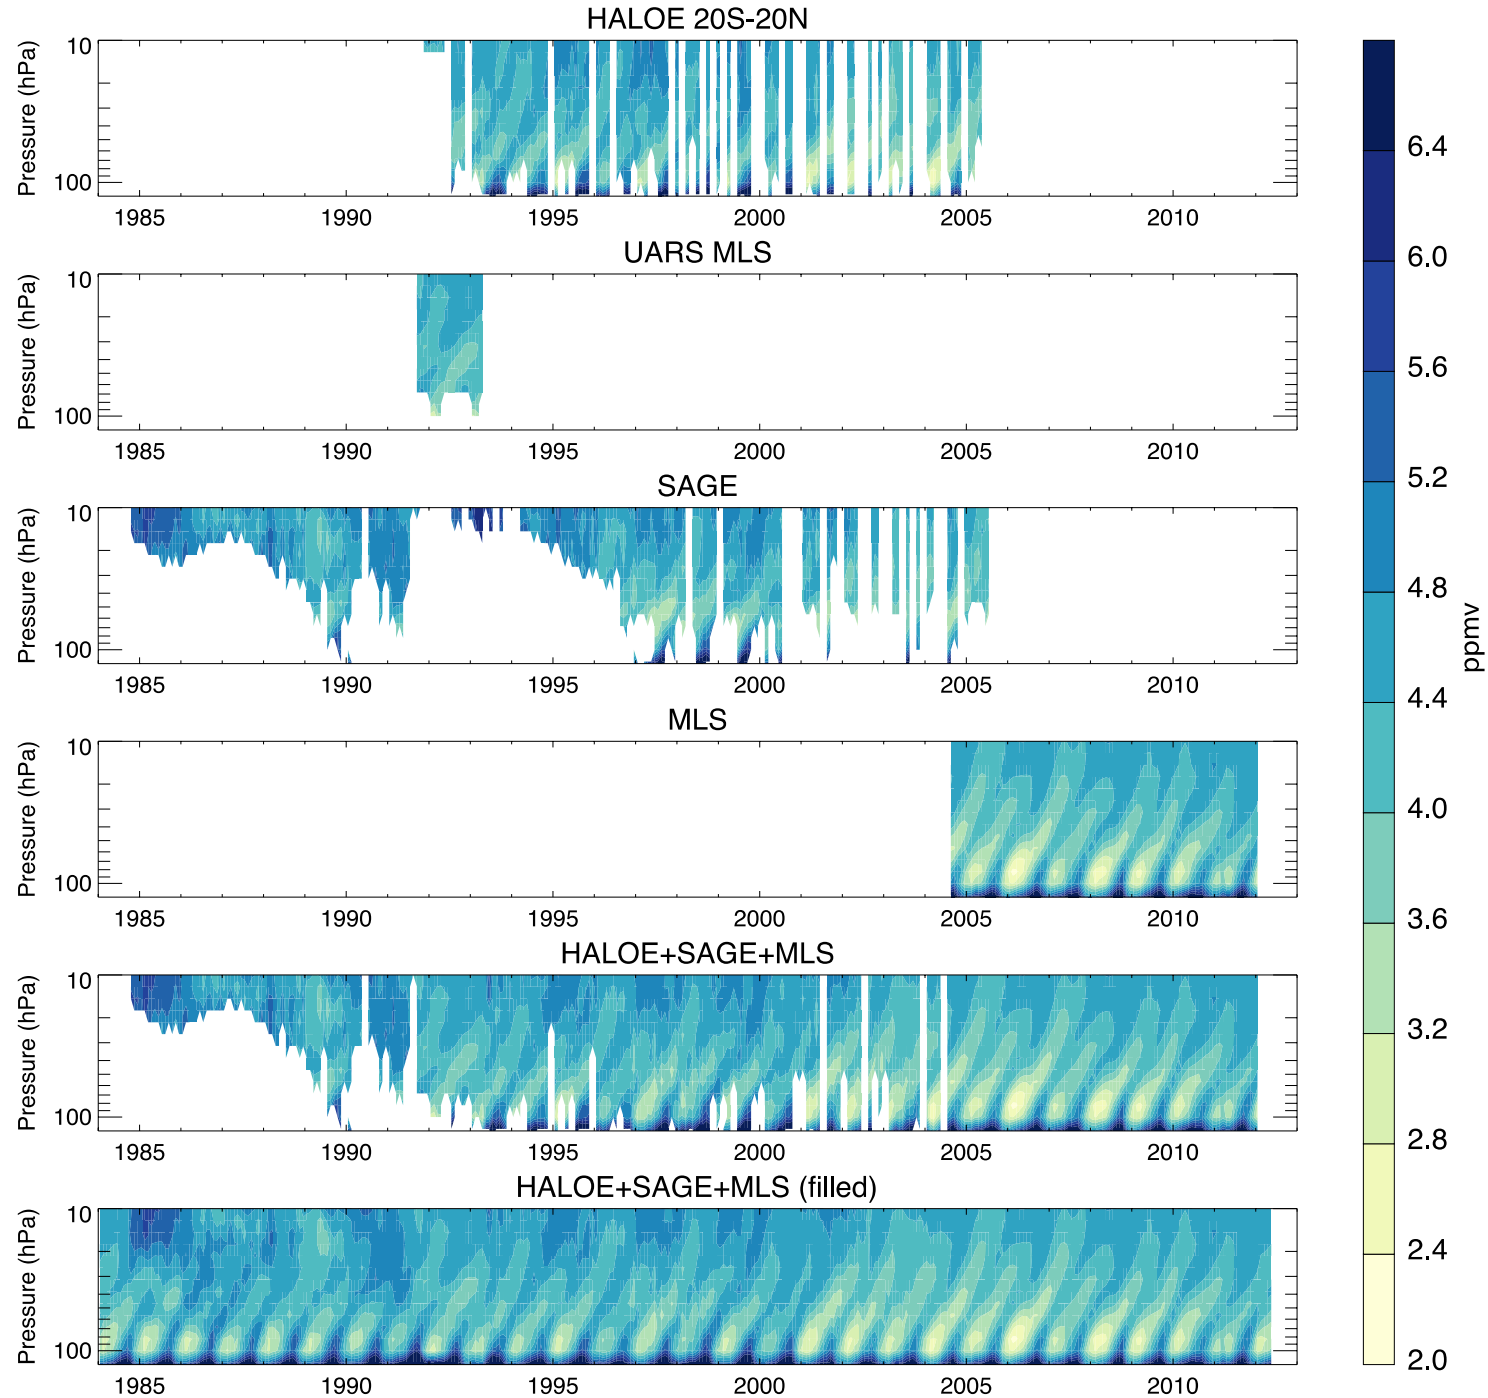 HALOE 20S-20N
10
100
Pressure (hPa)
1985 1990 1995 2000 2005 2010
UARS MLS
10
100
Pressure (hPa)
1985 1990 1995 2000 2005 2010
SAGE
10
100
Pressure (hPa)
1985 1990 1995 2000 2005 2010
MLS
10
100
Pressure (hPa)
1985 1990 1995 2000 2005 2010
HALOE+SAGE+MLS
10
100
Pressure (hPa)
1985 1990 1995 2000 2005 2010
HALOE+SAGE+MLS (filled)
10
100
Pressure (hPa)
1985 1990 1995 2000 2005 2010
6.4
6.0
5.6
5.2
4.8
4.4
4.0
3.6
3.2
2.8
2.4
2.0
ppmv